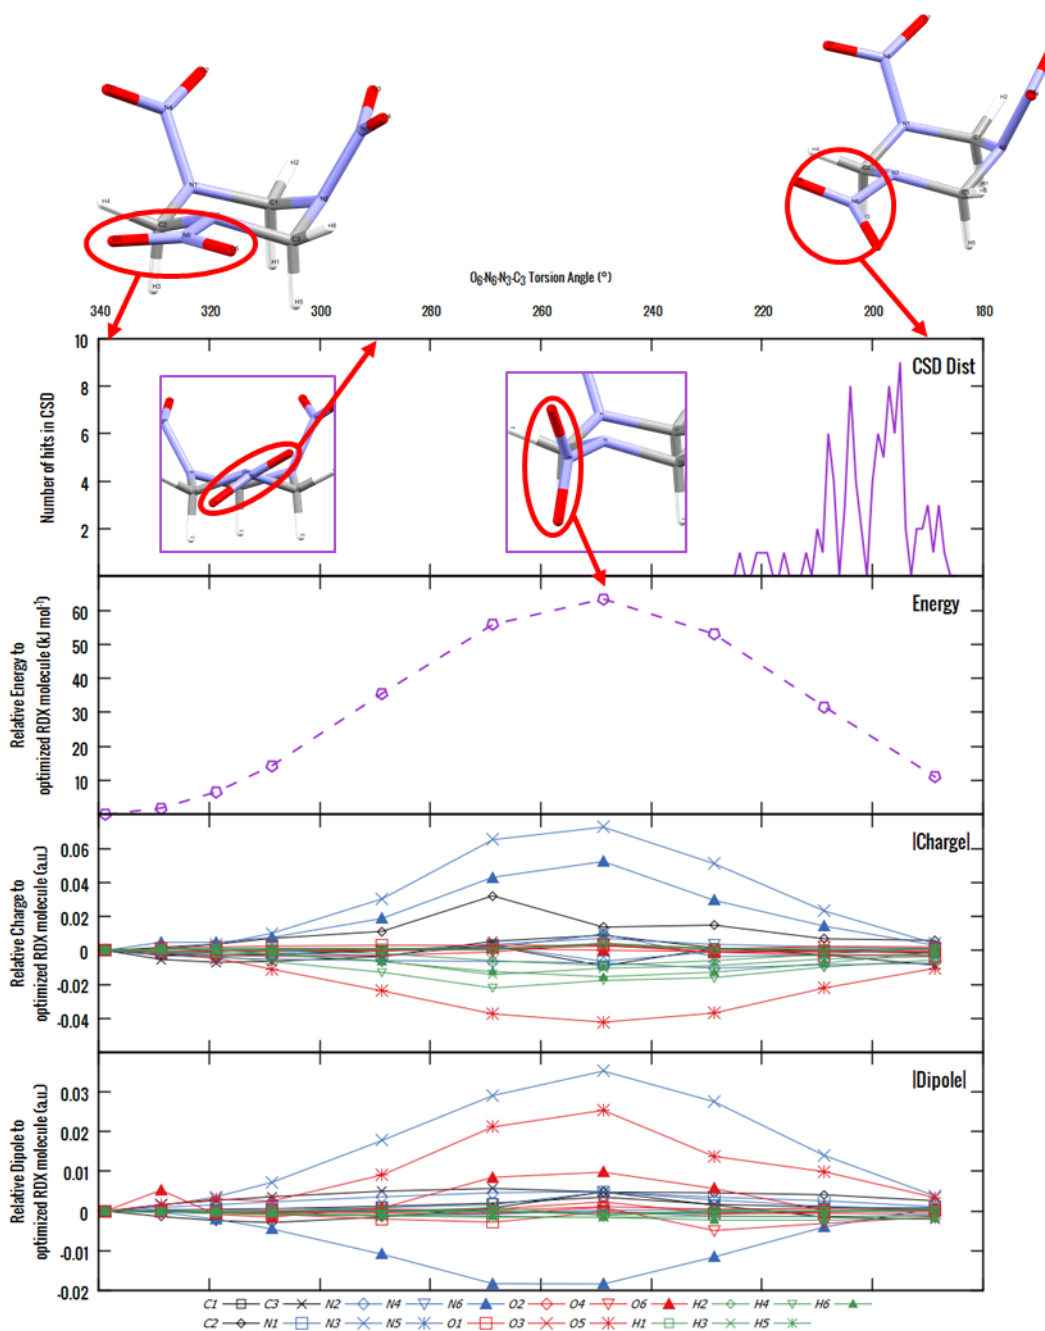 O6-N6-N3-C3 Torsion Angle (°)
340 320 300 280 260 240 220 200 180
CSD Dist
Number of hits in CSD
10
8
6
4
2
Energy
Relative Energy to
optimized RDX molecule (kJ mol-1)
60
50
40
30
20
10
|Charge|
Relative Charge to
optimized RDX molecule (a.u.)
0.06
0.04
0.02
0
-0.02
-0.04
|Dipole|
Relative Dipole to
optimized RDX molecule (a.u.)
0.03
0.02
0.01
0
-0.01
-0.02
C1 C3 N2 N4 N6 O2 O4 O6 H2 H4 H6
C2 N1 N3 N5 O1 O3 O5 H1 H3 H5